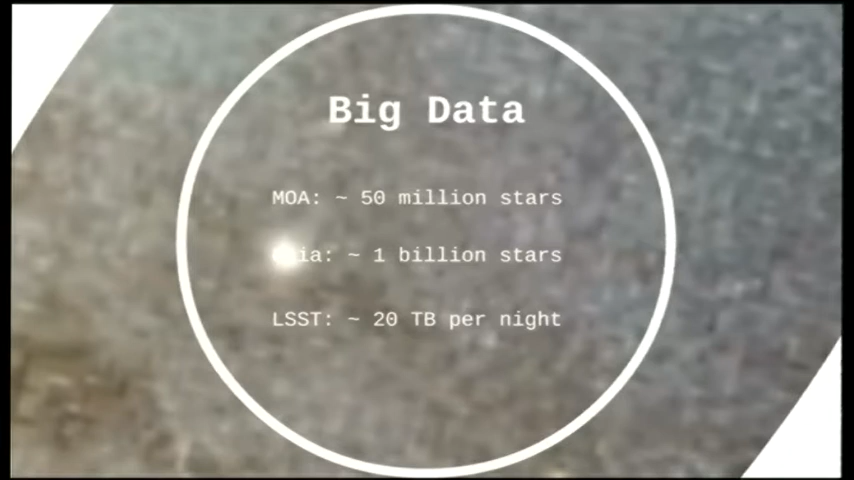 Big Data
MOA: ~ 50 million stars
: ~ 1 billion stars
LSST: ~ 20 TB per night